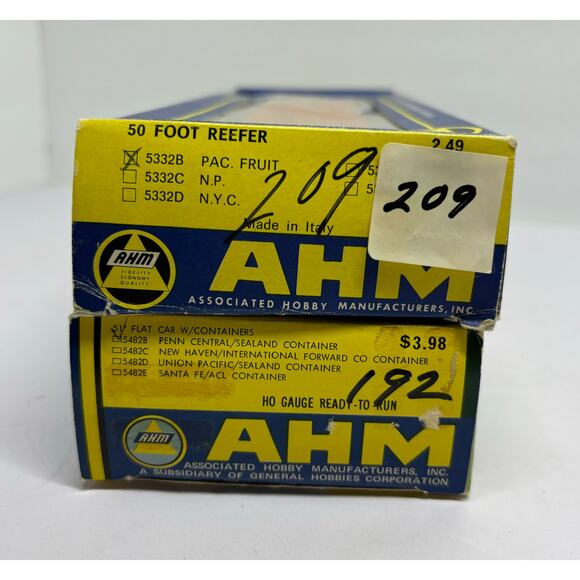 50 FOOT REEFER
2.49
5332B PAC. FRUIT
5332C N.P.
5332D N.Y.C.
209
209
Made in Italy
AHM
FIDELITY
ECONOMY
QUALITY
AHM
ASSOCIATED HOBBY MANUFACTURERS, INC.
51' FLAT CAR W/CONTAINERS
$3.98
5482B PENN CENTRAL/SEALAND CONTAINER
5482C NEW HAVEN/INTERNATIONAL FORWARD CO CONTAINER
5482D UNION PACIFIC/SEALAND CONTAINER
5482E SANTA FE/ACL CONTAINER
192
HO GAUGE READY-TO-RUN
AHM
AHM
ASSOCIATED HOBBY MANUFACTURERS, INC.
A SUBSIDIARY OF GENERAL HOBBIES CORPORATION